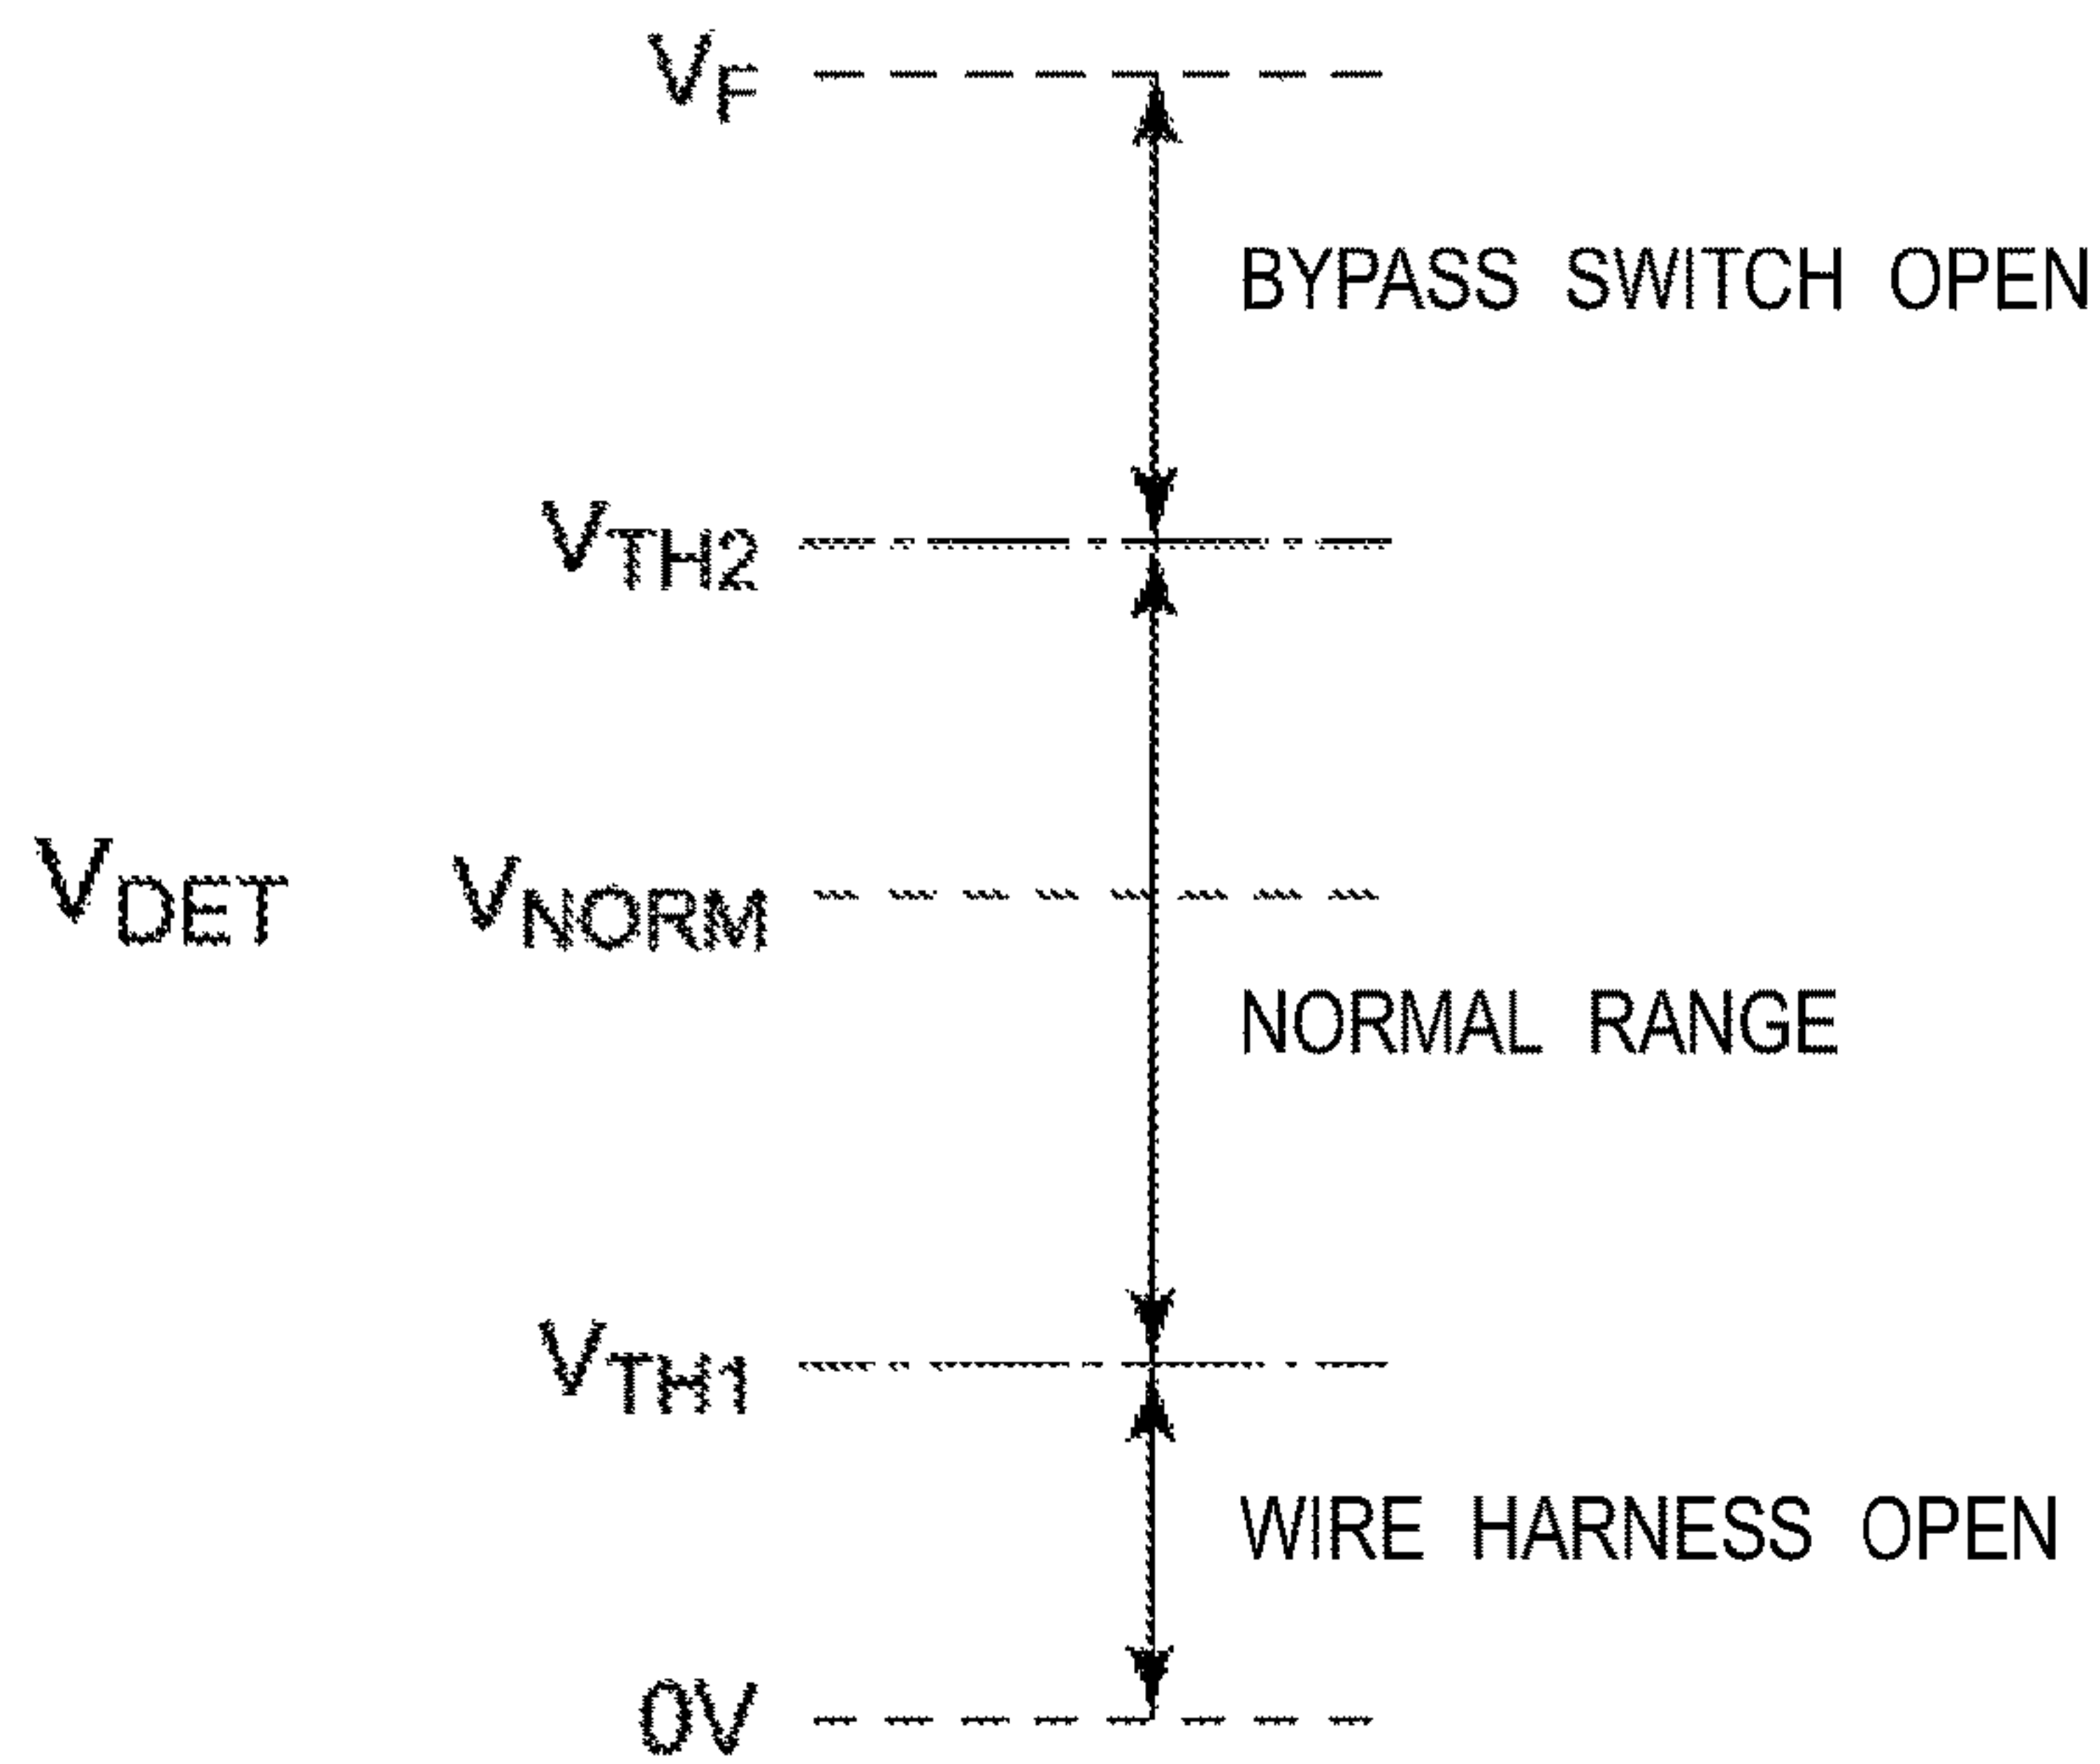 VF
BYPASS SWITCH OPEN
VTH2
VDET
VNORM
NORMAL RANGE
VTH1
WIRE HARNESS OPEN
0V